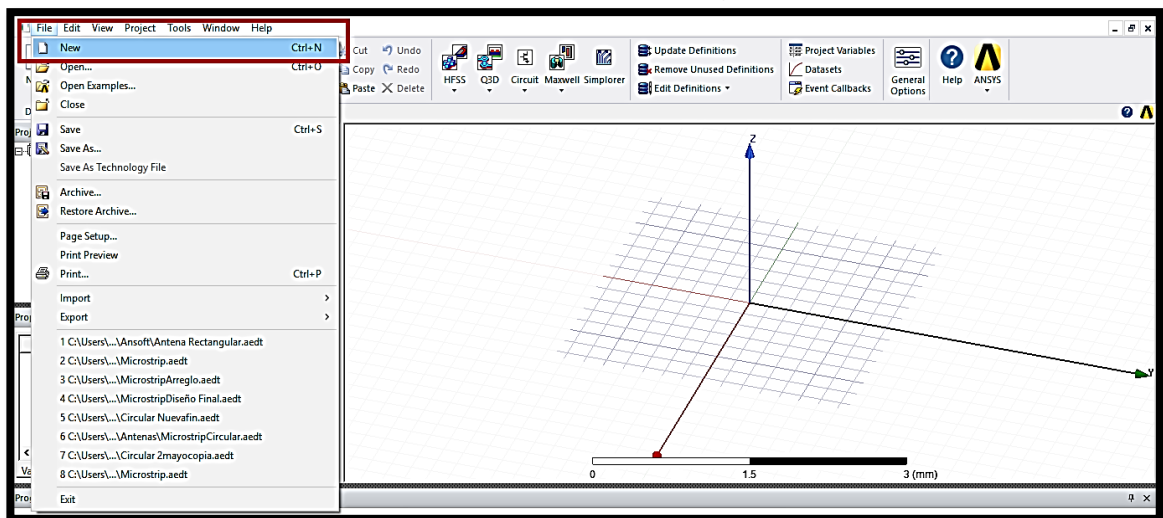 File Edit View Project Tools Window Help
New Ctrl+N
Open... Ctrl+O
Open Examples...
Close
Save Ctrl+S
Save As...
Save As Technology File
Archive...
Restore Archive...
Page Setup...
Print Preview
Print... Ctrl+P
Import
Export
1 C:\Users\...\Ansoft\Antena Rectangular.aedt
2 C:\Users\...\Microstrip.aedt
3 C:\Users\...\MicrostripArreglo.aedt
4 C:\Users\...\MicrostripDiseño Final.aedt
5 C:\Users\...\Circular Nuevafin.aedt
6 C:\Users\...\Antenas\MicrostripCircular.aedt
7 C:\Users\...\Circular 2mayocopia.aedt
8 C:\Users\...\Microstrip.aedt
Exit
Cut Undo
Copy Redo
Paste Delete
HFSS Q3D Circuit Maxwell Simplorer
Update Definitions
Remove Unused Definitions
Edit Definitions
Project Variables
Datasets
Event Callbacks
General Options
Help ANSYS
Z
Y
0 1.5 3 (mm)